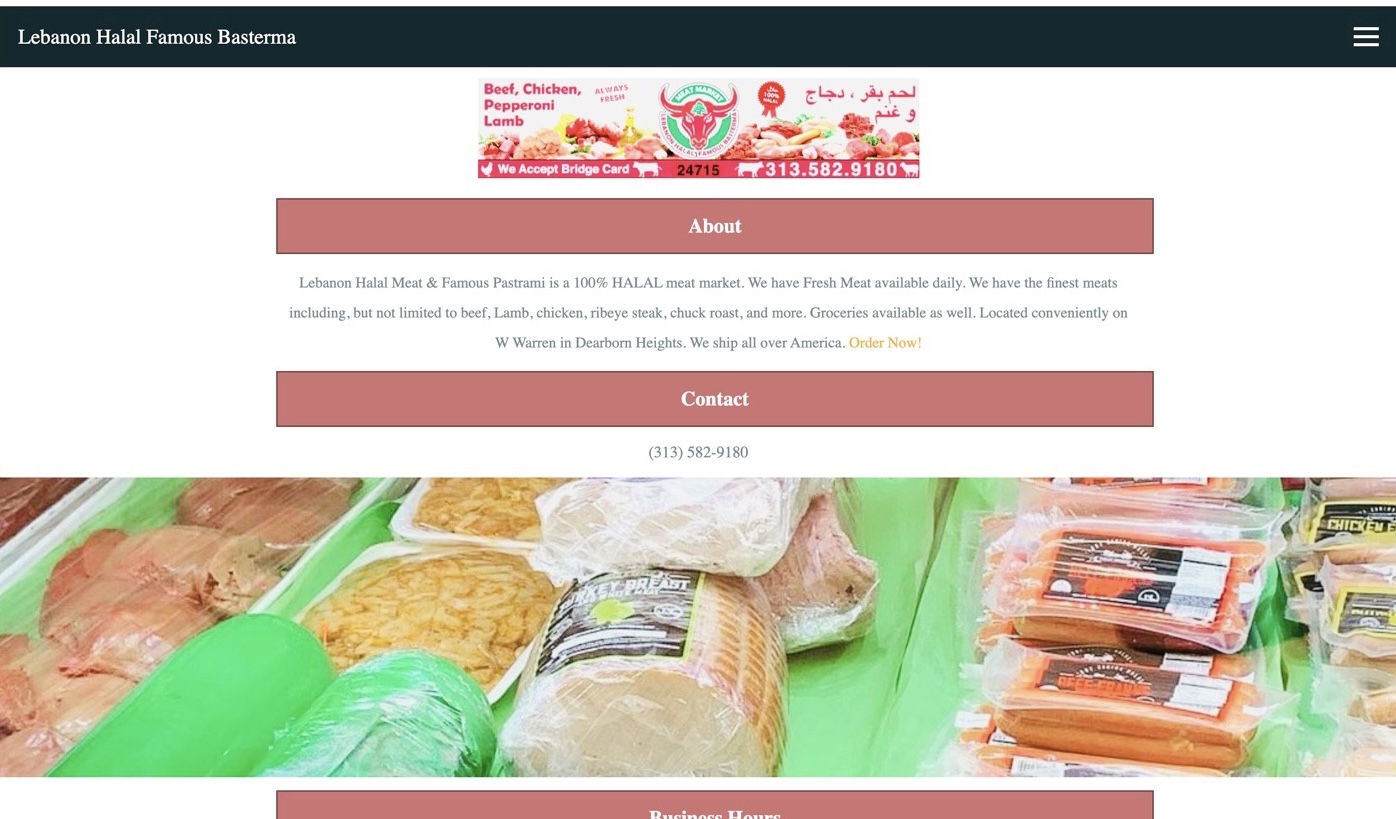 Lebanon Halal Famous Basterma
Beef, Chicken,
Pepperoni
Lamb
ALWAYS
FRESH
MEAT MARKET
LEBANON HALAL FAMOUS BASTERMA
حلال
100%
HALAL
لحم بقر ، دجاج
و غنم
We Accept Bridge Card
24715
313.582.9180
About
Lebanon Halal Meat & Famous Pastrami is a 100% HALAL meat market. We have Fresh Meat available daily. We have the finest meats
including, but not limited to beef, Lamb, chicken, ribeye steak, chuck roast, and more. Groceries available as well. Located conveniently on
W Warren in Dearborn Heights. We ship all over America. Order Now!
Contact
(313) 582-9180
TURKEY BREAST
CHICKEN
Business Hours